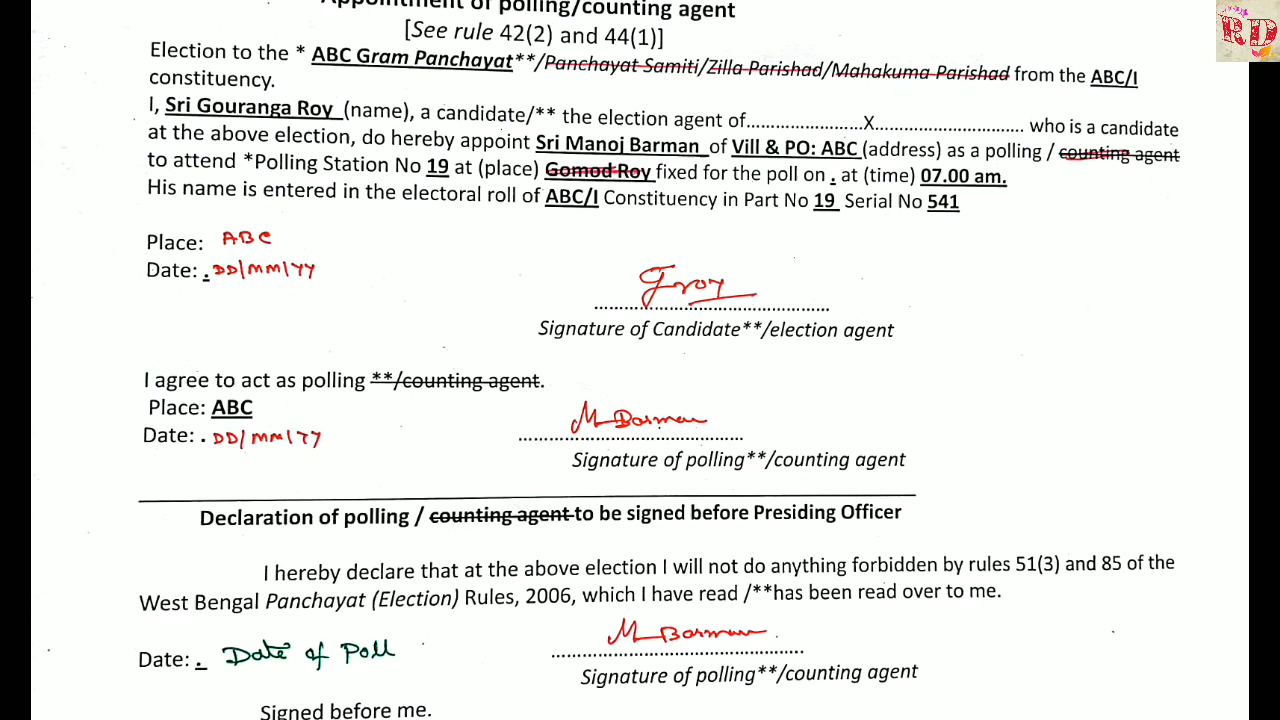 Appointment of polling/counting agent
RD
[See rule 42(2) and 44(1)]
Election to the * ABC Gram Panchayat**/Panchayat Samiti/Zilla Parishad/Mahakuma Parishad from the ABC/I
constituency.
I, Sri Gouranga Roy (name), a candidate/** the election agent of.......................X.............................. who is a candidate
at the above election, do hereby appoint Sri Manoj Barman of Vill & PO: ABC (address) as a polling / counting agent
to attend *Polling Station No 19 at (place) Gomod Roy fixed for the poll on . at (time) 07.00 am.
His name is entered in the electoral roll of ABC/I Constituency in Part No 19 Serial No 541
Place: ABC
Date: . DD/MM/YY
Groy
................................................
Signature of Candidate**/election agent
I agree to act as polling **/counting agent.
Place: ABC
M Barman
Date: . DD/MM/YY
..............................................
Signature of polling**/counting agent
Declaration of polling / counting agent to be signed before Presiding Officer
I hereby declare that at the above election I will not do anything forbidden by rules 51(3) and 85 of the
West Bengal Panchayat (Election) Rules, 2006, which I have read /**has been read over to me.
M Barman
Date: . Date of Poll
...................................................
Signature of polling**/counting agent
Signed before me.